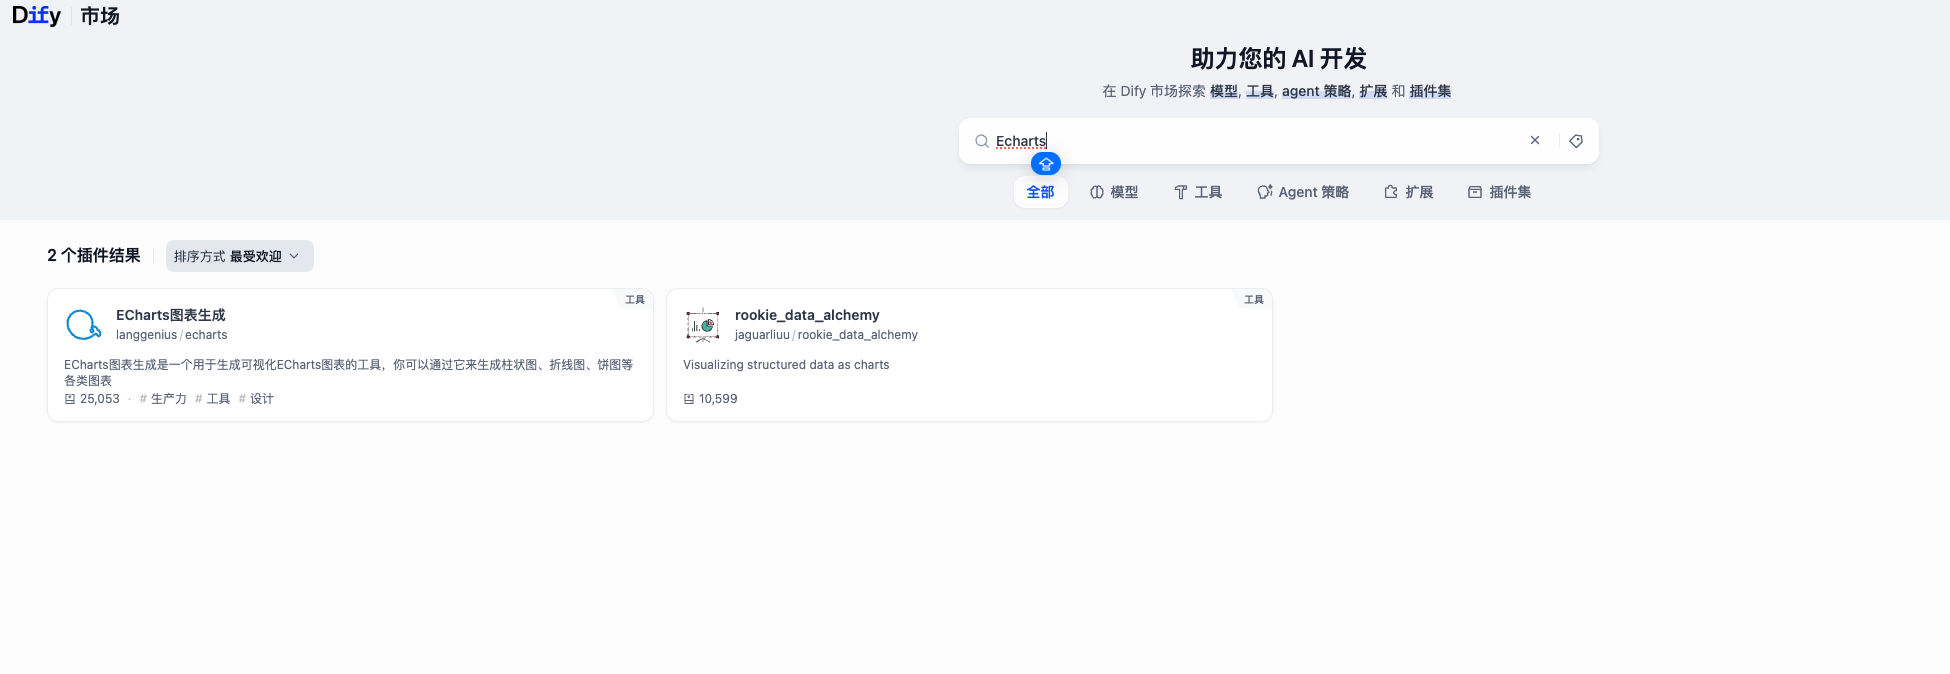 Dify 市场
助力您的 AI 开发
在 Dify 市场探索 模型, 工具, agent 策略, 扩展 和 插件集
Echarts
全部 模型 工具 Agent 策略 扩展 插件集
2 个插件结果 排序方式 最受欢迎
工具
ECharts图表生成
langgenius / echarts
ECharts图表生成是一个用于生成可视化ECharts图表的工具，你可以通过它来生成柱状图、折线图、饼图等
各类图表
25,053 · # 生产力 # 工具 # 设计
工具
rookie_data_alchemy
jaguarliuu / rookie_data_alchemy
Visualizing structured data as charts
10,599